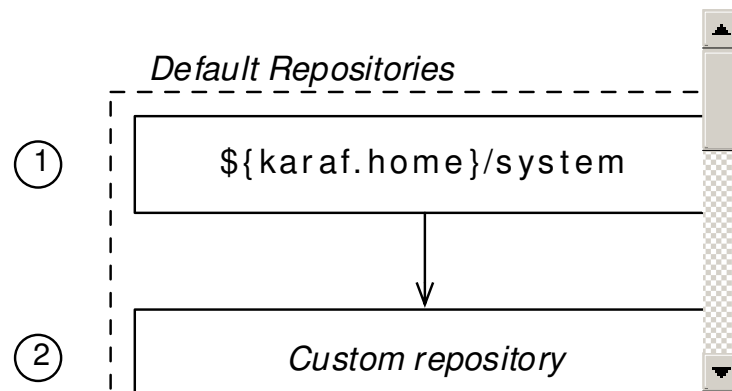 Default Repositories
1
${karaf.home}/system
2
Custom repository